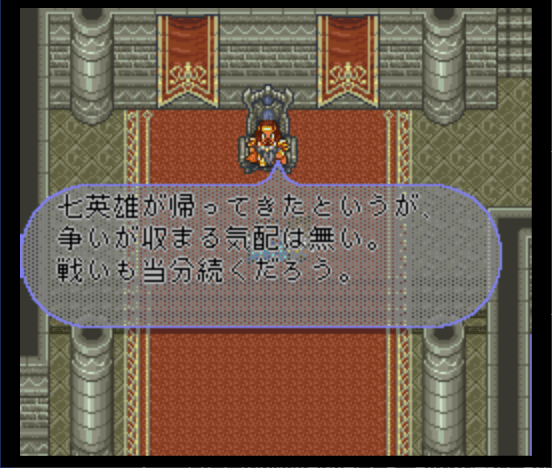 七英雄が帰ってきたというが、
争いが収まる気配は無い。
戦いも当分続くだろう。